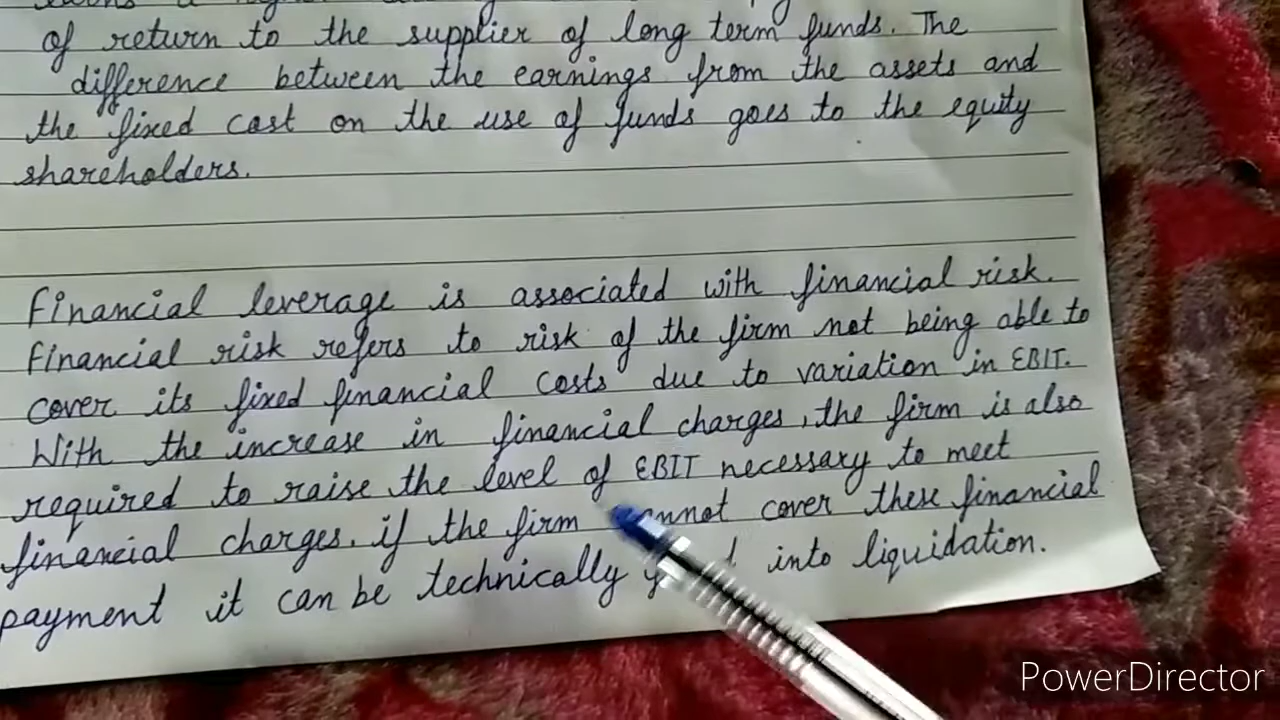 of return to the supplier of long term funds. The
difference between the earnings from the assets and
the fixed cost on the use of funds goes to the equity
shareholders.
Financial leverage is associated with financial risk.
Financial risk refers to risk of the firm not being able to
cover its fixed financial costs due to variation in EBIT.
With the increase in financial charges, the firm is also
required to raise the level of EBIT necessary to meet
financial charges. if the firm cannot cover these financial
payment it can be technically into liquidation.
PowerDirector